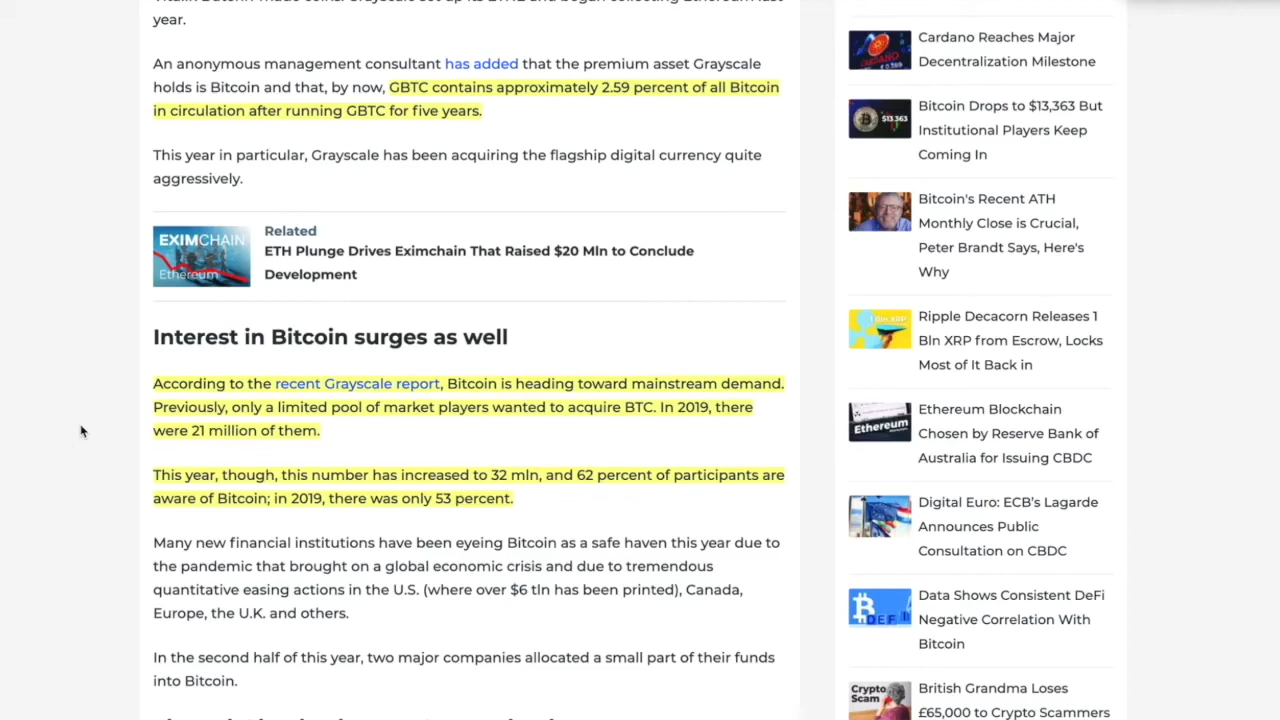 year.
An anonymous management consultant has added that the premium asset Grayscale
holds is Bitcoin and that, by now, GBTC contains approximately 2.59 percent of all Bitcoin
in circulation after running GBTC for five years.
This year in particular, Grayscale has been acquiring the flagship digital currency quite
aggressively.
EXIMCHAIN
Ethereum
Related
ETH Plunge Drives Eximchain That Raised $20 Mln to Conclude
Development
Interest in Bitcoin surges as well
According to the recent Grayscale report, Bitcoin is heading toward mainstream demand.
Previously, only a limited pool of market players wanted to acquire BTC. In 2019, there
were 21 million of them.
This year, though, this number has increased to 32 mln, and 62 percent of participants are
aware of Bitcoin; in 2019, there was only 53 percent.
Many new financial institutions have been eyeing Bitcoin as a safe haven this year due to
the pandemic that brought on a global economic crisis and due to tremendous
quantitative easing actions in the U.S. (where over $6 tln has been printed), Canada,
Europe, the U.K. and others.
In the second half of this year, two major companies allocated a small part of their funds
into Bitcoin.
Cardano Reaches Major
Decentralization Milestone
$13,363
Bitcoin Drops to $13,363 But
Institutional Players Keep
Coming In
Bitcoin's Recent ATH
Monthly Close is Crucial,
Peter Brandt Says, Here's
Why
1 Bln XRP
Ripple Decacorn Releases 1
Bln XRP from Escrow, Locks
Most of It Back in
Ethereum
Ethereum Blockchain
Chosen by Reserve Bank of
Australia for Issuing CBDC
Digital Euro: ECB’s Lagarde
Announces Public
Consultation on CBDC
DEF
Data Shows Consistent DeFi
Negative Correlation With
Bitcoin
Crypto
Scam
British Grandma Loses
£65,000 to Crypto Scammers